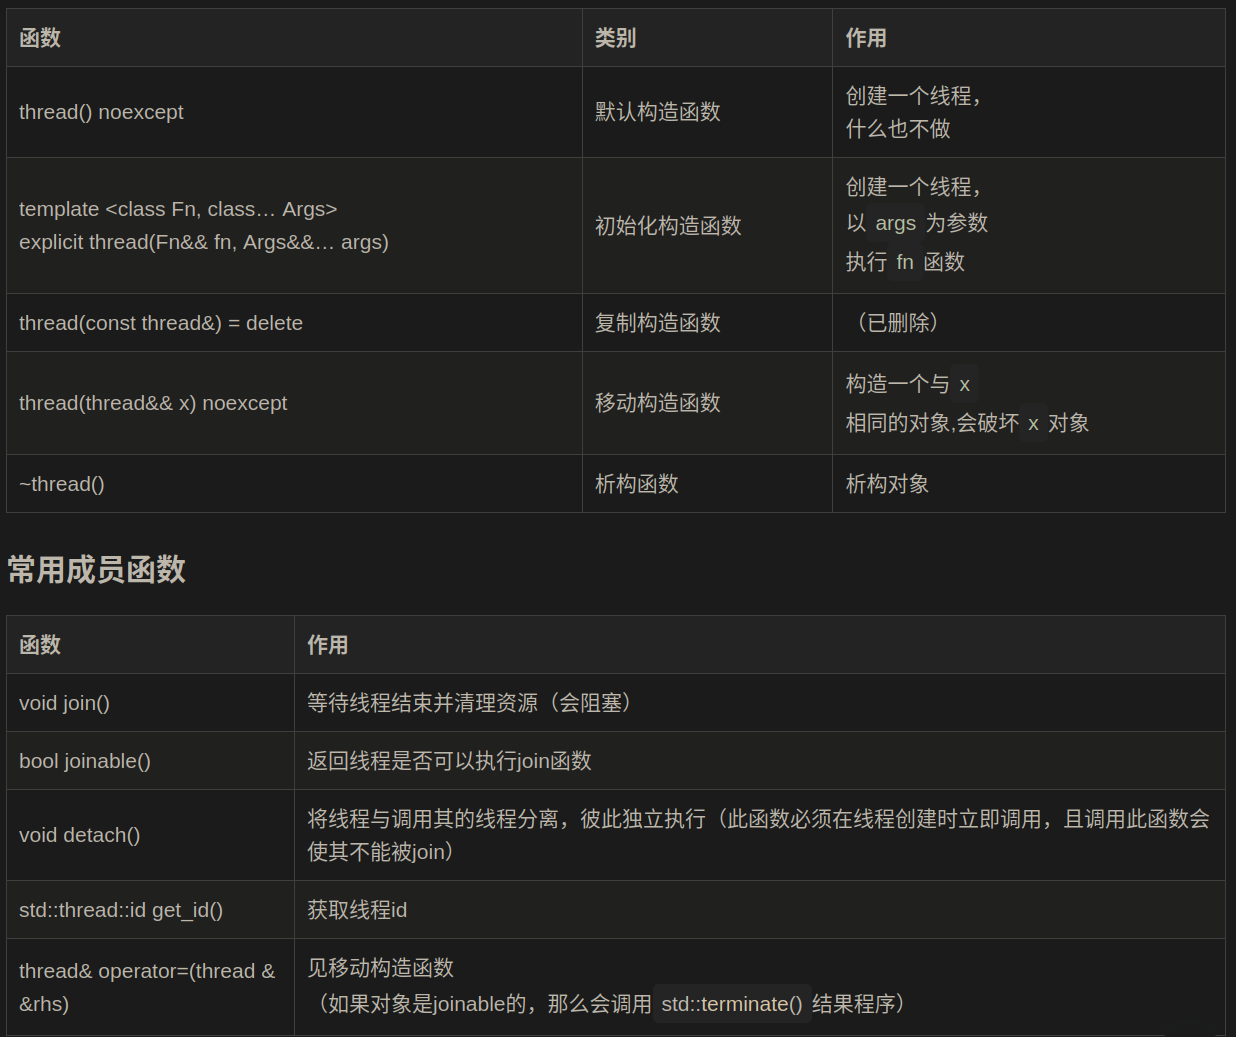 函数 类别 作用
thread() noexcept 默认构造函数 创建一个线程，
什么也不做
template <class Fn, class… Args>
explicit thread(Fn&& fn, Args&&… args) 初始化构造函数 创建一个线程，
以 args 为参数
执行 fn 函数
thread(const thread&) = delete 复制构造函数 （已删除）
thread(thread&& x) noexcept 移动构造函数 构造一个与 x
相同的对象,会破坏 x 对象
~thread() 析构函数 析构对象
常用成员函数
函数 作用
void join() 等待线程结束并清理资源（会阻塞）
bool joinable() 返回线程是否可以执行join函数
void detach() 将线程与调用其的线程分离，彼此独立执行（此函数必须在线程创建时立即调用，且调用此函数会
使其不能被join）
std::thread::id get_id() 获取线程id
thread& operator=(thread &
&rhs) 见移动构造函数
（如果对象是joinable的，那么会调用 std::terminate() 结果程序）